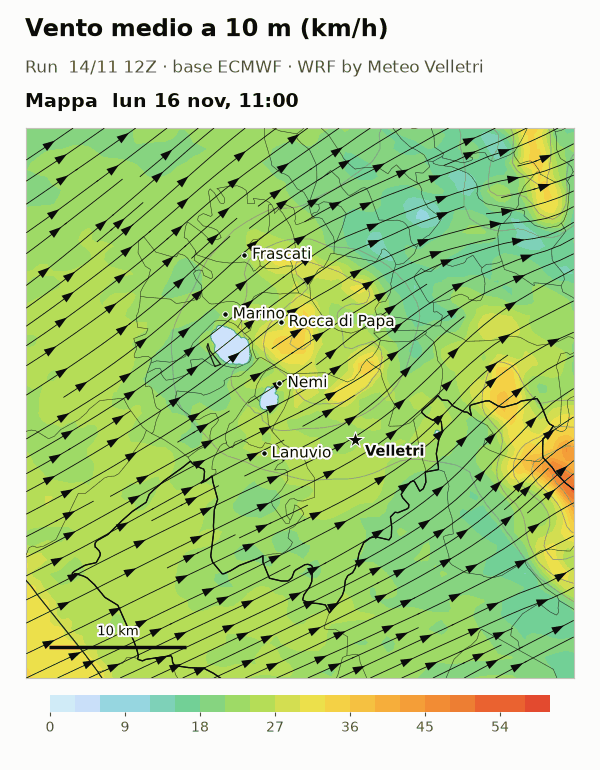 Vento medio a 10 m (km/h)
Run 14/11 12Z · base ECMWF · WRF by Meteo Velletri
Mappa lun 16 nov, 11:00
Frascati
Marino
Rocca di Papa
Nemi
Velletri
Lanuvio
10 km
0 9 18 27 36 45 54